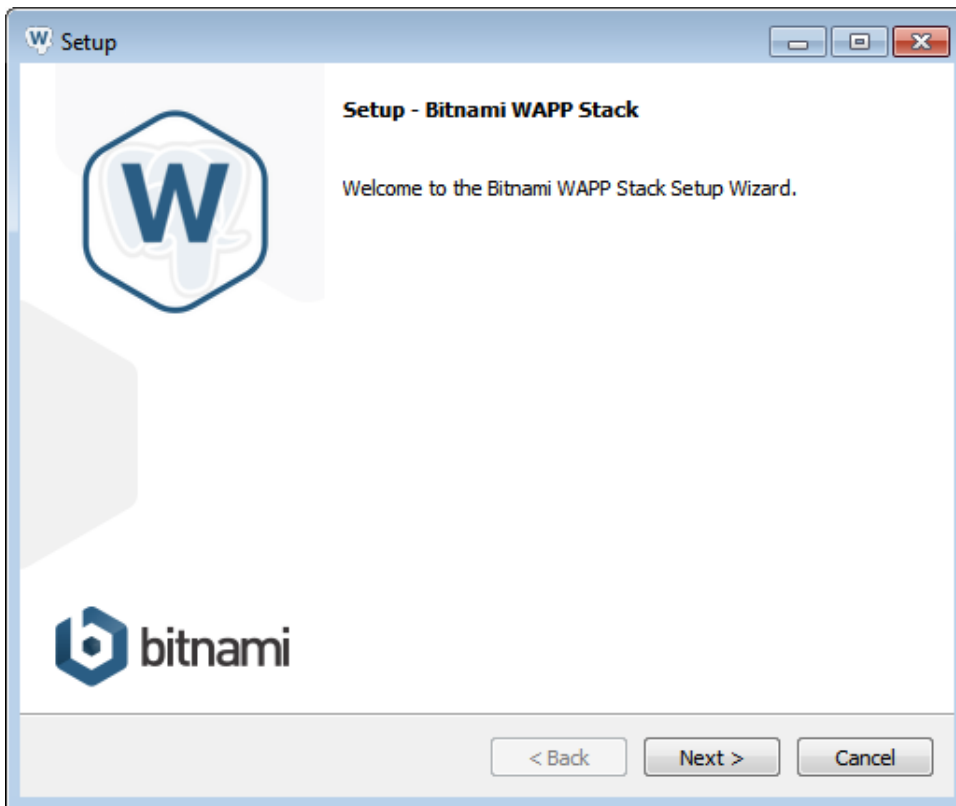 W Setup
Setup - Bitnami WAPP Stack
W
Welcome to the Bitnami WAPP Stack Setup Wizard.
bitnami
< Back Next > Cancel